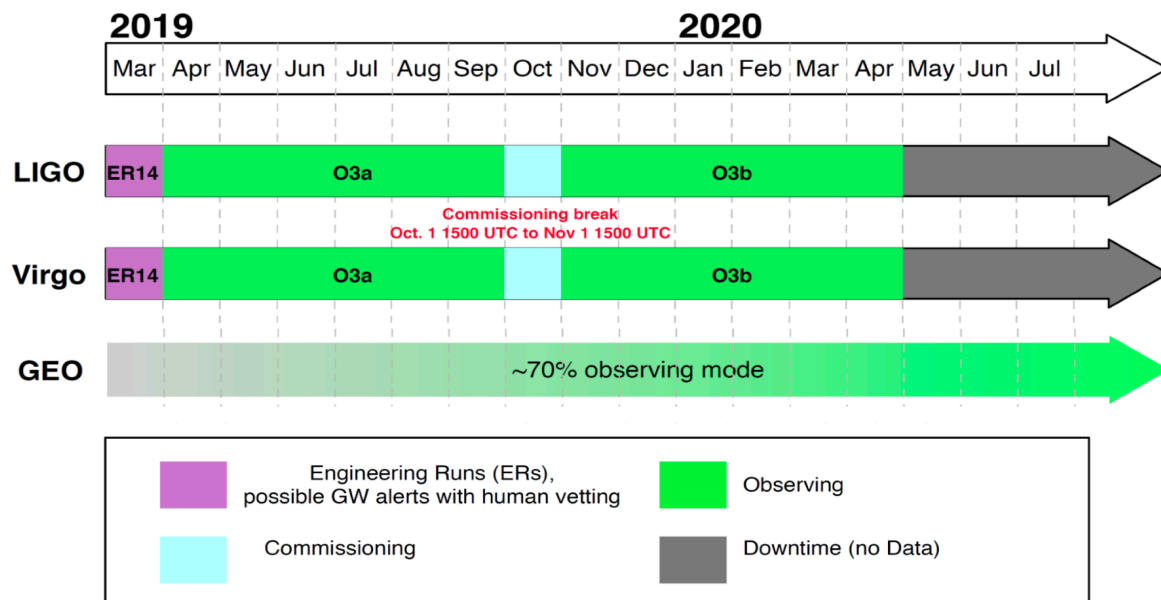 2019 2020
Mar Apr May Jun Jul Aug Sep Oct Nov Dec Jan Feb Mar Apr May Jun Jul
LIGO ER14 O3a O3b
Commissioning break
Oct. 1 1500 UTC to Nov 1 1500 UTC
Virgo ER14 O3a O3b
GEO ~70% observing mode
Engineering Runs (ERs),
possible GW alerts with human vetting
Observing
Commissioning
Downtime (no Data)